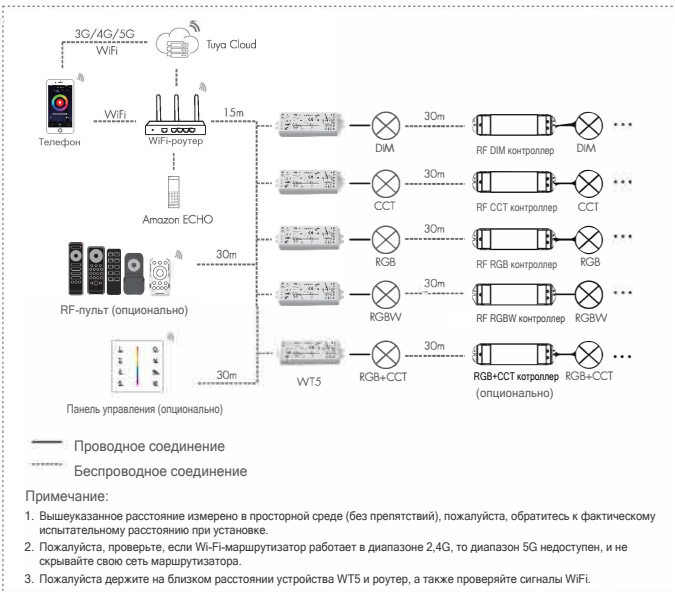 3G/4G/5G
WiFi
Tuya Cloud
WiFi
15m
Телефон
WiFi-роутер
Amazon ECHO
30m
RF-пульт (опционально)
30m
Панель управления (опционально)
DIM
30m
RF DIM контроллер
DIM
CCT
30m
RF CCT контроллер
CCT
RGB
30m
RF RGB контроллер
RGB
RGBW
30m
RF RGBW контроллер
RGBW
WT5
RGB+CCT
30m
RGB+CCT котроллер
(опционально)
RGB+CCT
Проводное соединение
Беспроводное соединение
Примечание:
1. Вышеуказанное расстояние измерено в просторной среде (без препятствий), пожалуйста, обратитесь к фактическому
испытательному расстоянию при установке.
2. Пожалуйста, проверьте, если Wi-Fi-маршрутизатор работает в диапазоне 2,4G, то диапазон 5G недоступен, и не
скрывайте свою сеть маршрутизатора.
3. Пожалуйста держите на близком расстоянии устройства WT5 и роутер, а также проверяйте сигналы WiFi.